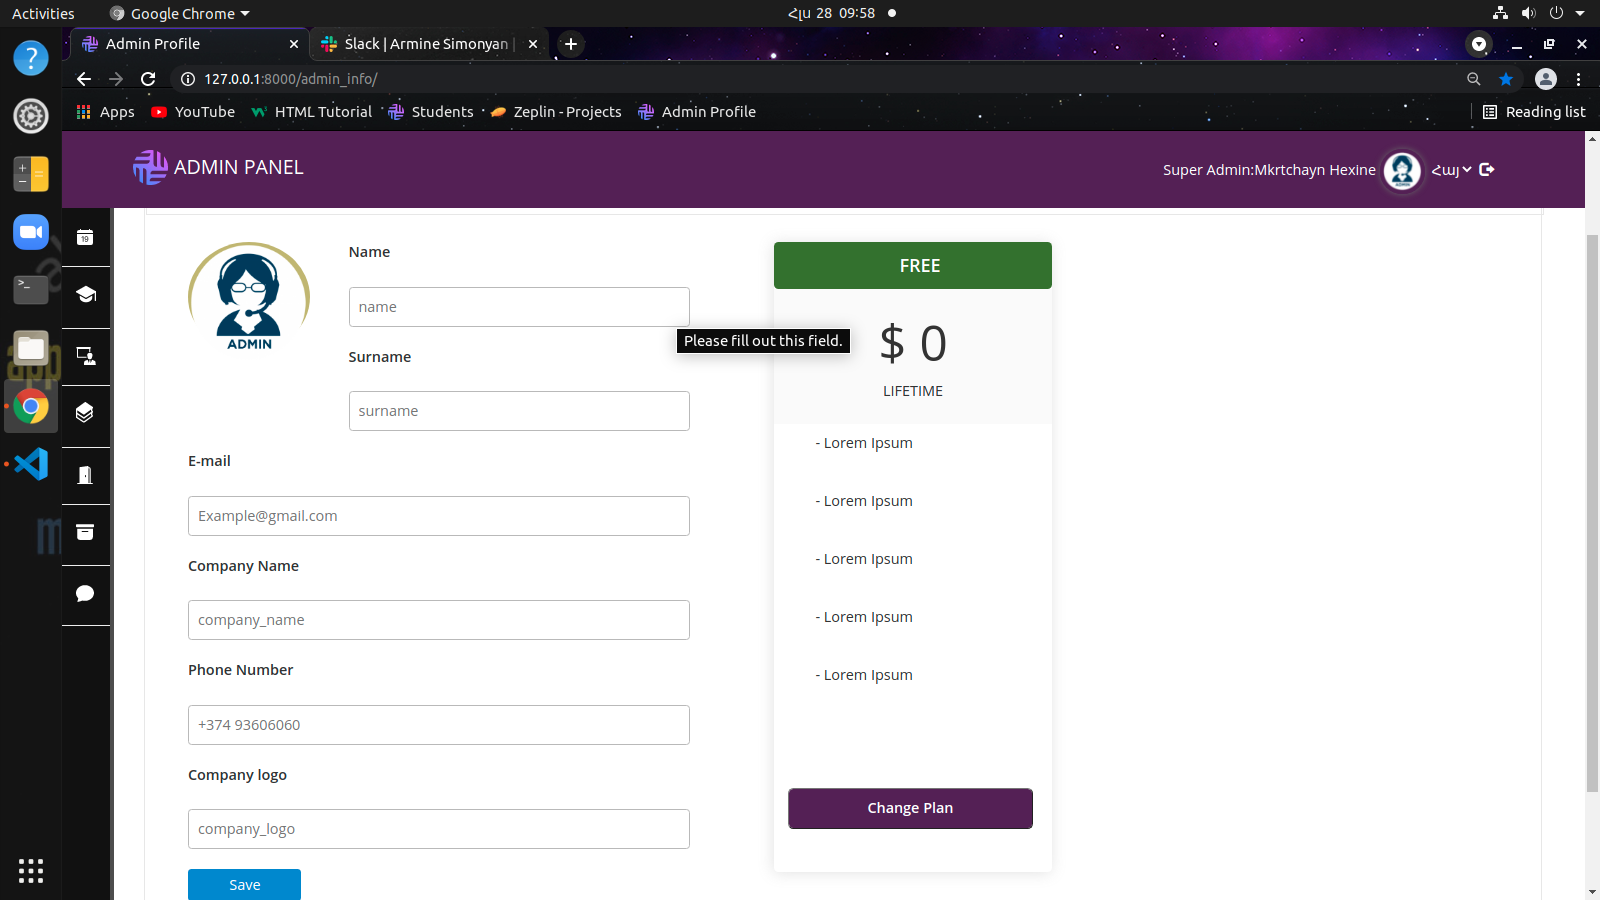 Activities
Google Chrome
Հլս 28 09:58
Admin Profile
Slack | Armine Simonyan |
127.0.0.1:8000/admin_info/
Apps
YouTube
HTML Tutorial
Students
Zeplin - Projects
Admin Profile
Reading list
ADMIN PANEL
Super Admin:Mkrtchayn Hexine
ADMIN
Հայ
19
ADMIN
Name
name
Please fill out this field.
Surname
surname
E-mail
Example@gmail.com
Company Name
company_name
Phone Number
+374 93606060
Company logo
company_logo
Save
FREE
$ 0
LIFETIME
- Lorem Ipsum
- Lorem Ipsum
- Lorem Ipsum
- Lorem Ipsum
- Lorem Ipsum
Change Plan